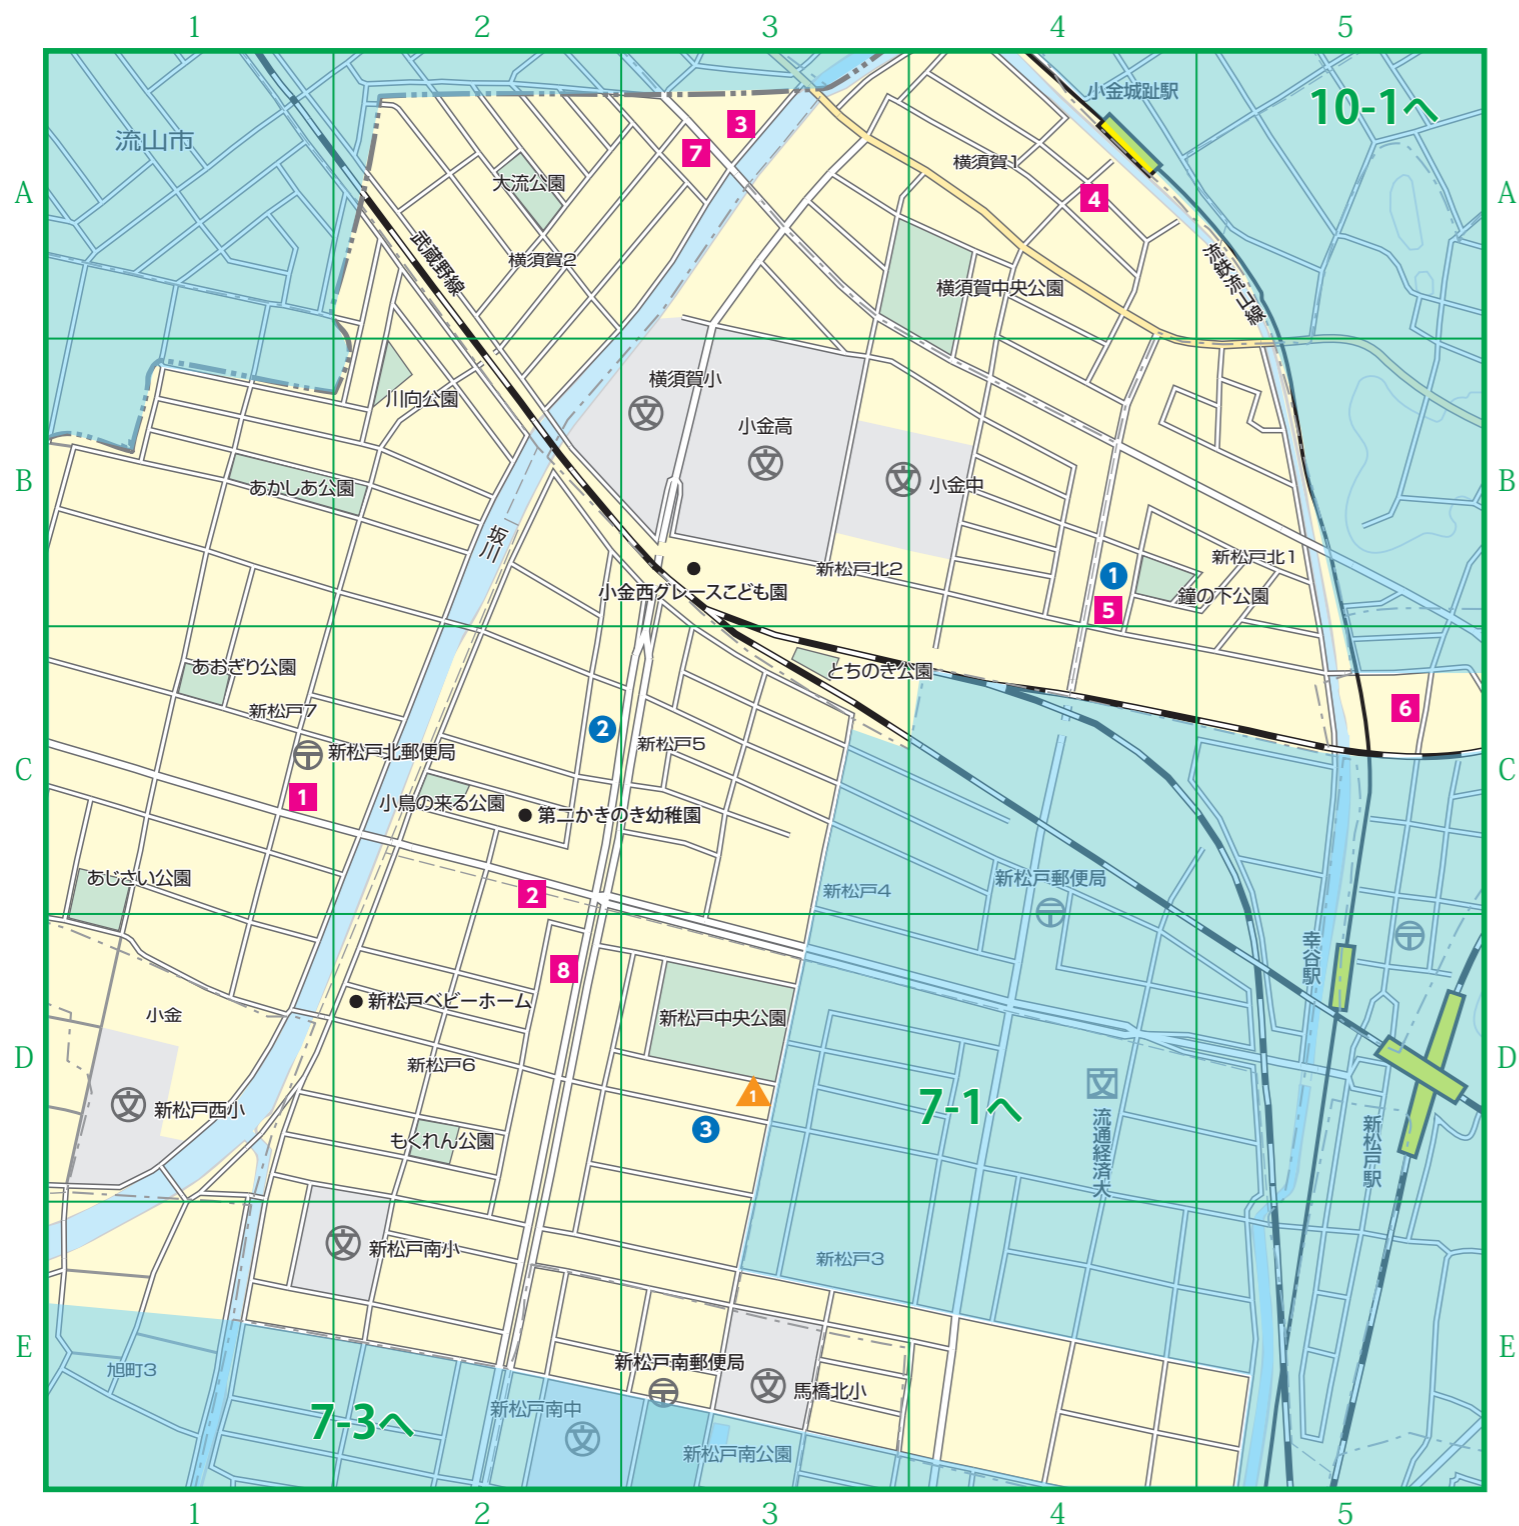 1 2 3 4 5
A
流山市
大流公園
3
7
横須賀1
小金城趾駅
10-1へ
4
A
武蔵野線
横須賀2
横須賀中央公園
流鉄流山線
B
川向公園
横須賀小
文
小金高
文
文
小金中
B
あかしあ公園
坂川
小金西グレースこども園
新松戸北2
1
5
新松戸北1
鐘の下公園
C
あおぎり公園
新松戸7
新松戸北郵便局
1
小鳥の来る公園
第二かきのき幼稚園
2
新松戸5
とちのき公園
6
C
あじさい公園
2
新松戸4
新松戸郵便局
D
小金
新松戸ベビーホーム
8
新松戸中央公園
幸谷駅
D
新松戸6
文
新松戸西小
もくれん公園
1
3
7-1へ
文
流通経済大
新松戸駅
E
文
新松戸南小
新松戸3
E
旭町3
7-3へ
新松戸南中
文
新松戸南郵便局
文
馬橋北小
新松戸南公園
1 2 3 4 5